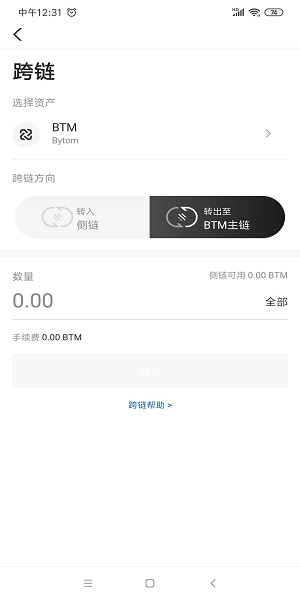 中午12:31
HD
74
跨链
选择资产
BTM
Bytom
跨链方向
转入
侧链
转出至
BTM主链
数量
侧链可用 0.00 BTM
0.00
全部
手续费 0.00 BTM
确认
跨链帮助 >